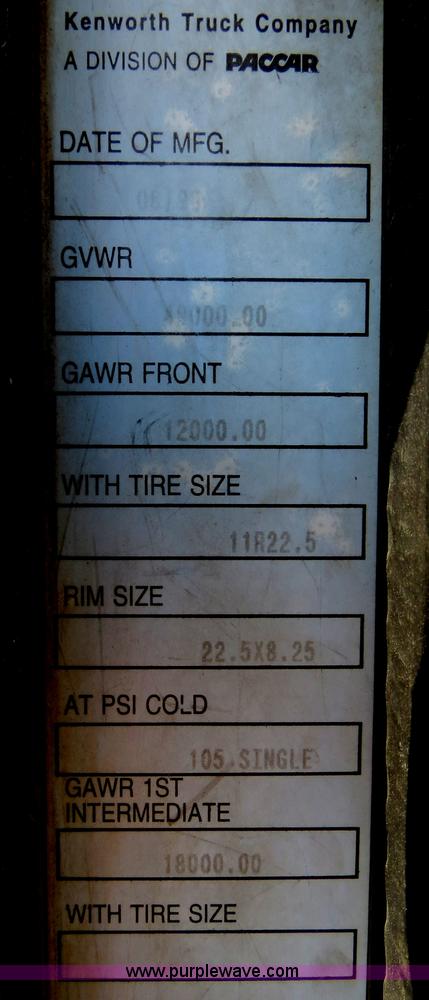 Kenworth Truck Company
A DIVISION OF PACCAR
DATE OF MFG.
GVWR
GAWR FRONT
12000.00
WITH TIRE SIZE
11R22.5
RIM SIZE
22.5X8.25
AT PSI COLD
105 SINGLE
GAWR 1ST
INTERMEDIATE
18000.00
WITH TIRE SIZE
www.purplewave.com